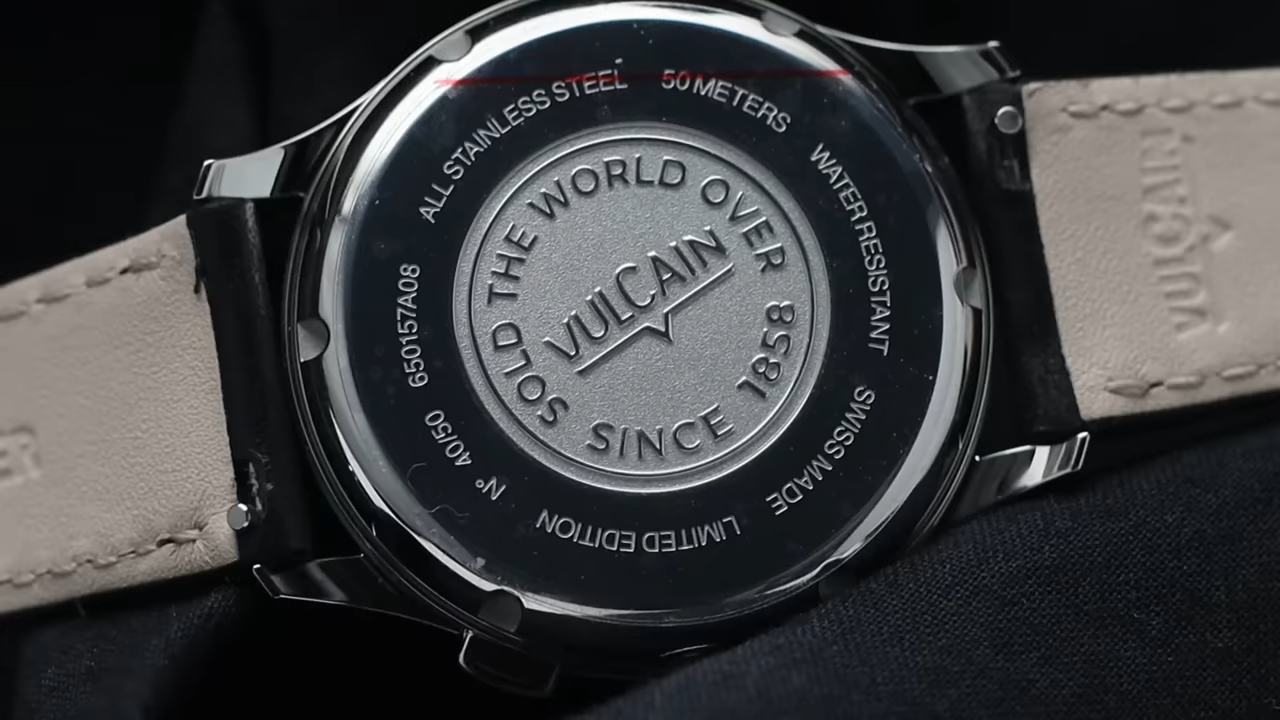 ALL STAINLESS STEEL
50 METERS
WATER RESISTANT
SWISS MADE
LIMITED EDITION
N° 40/50
650157A08
SOLD THE WORLD OVER
SINCE 1858
VULCAIN
VULCAIN